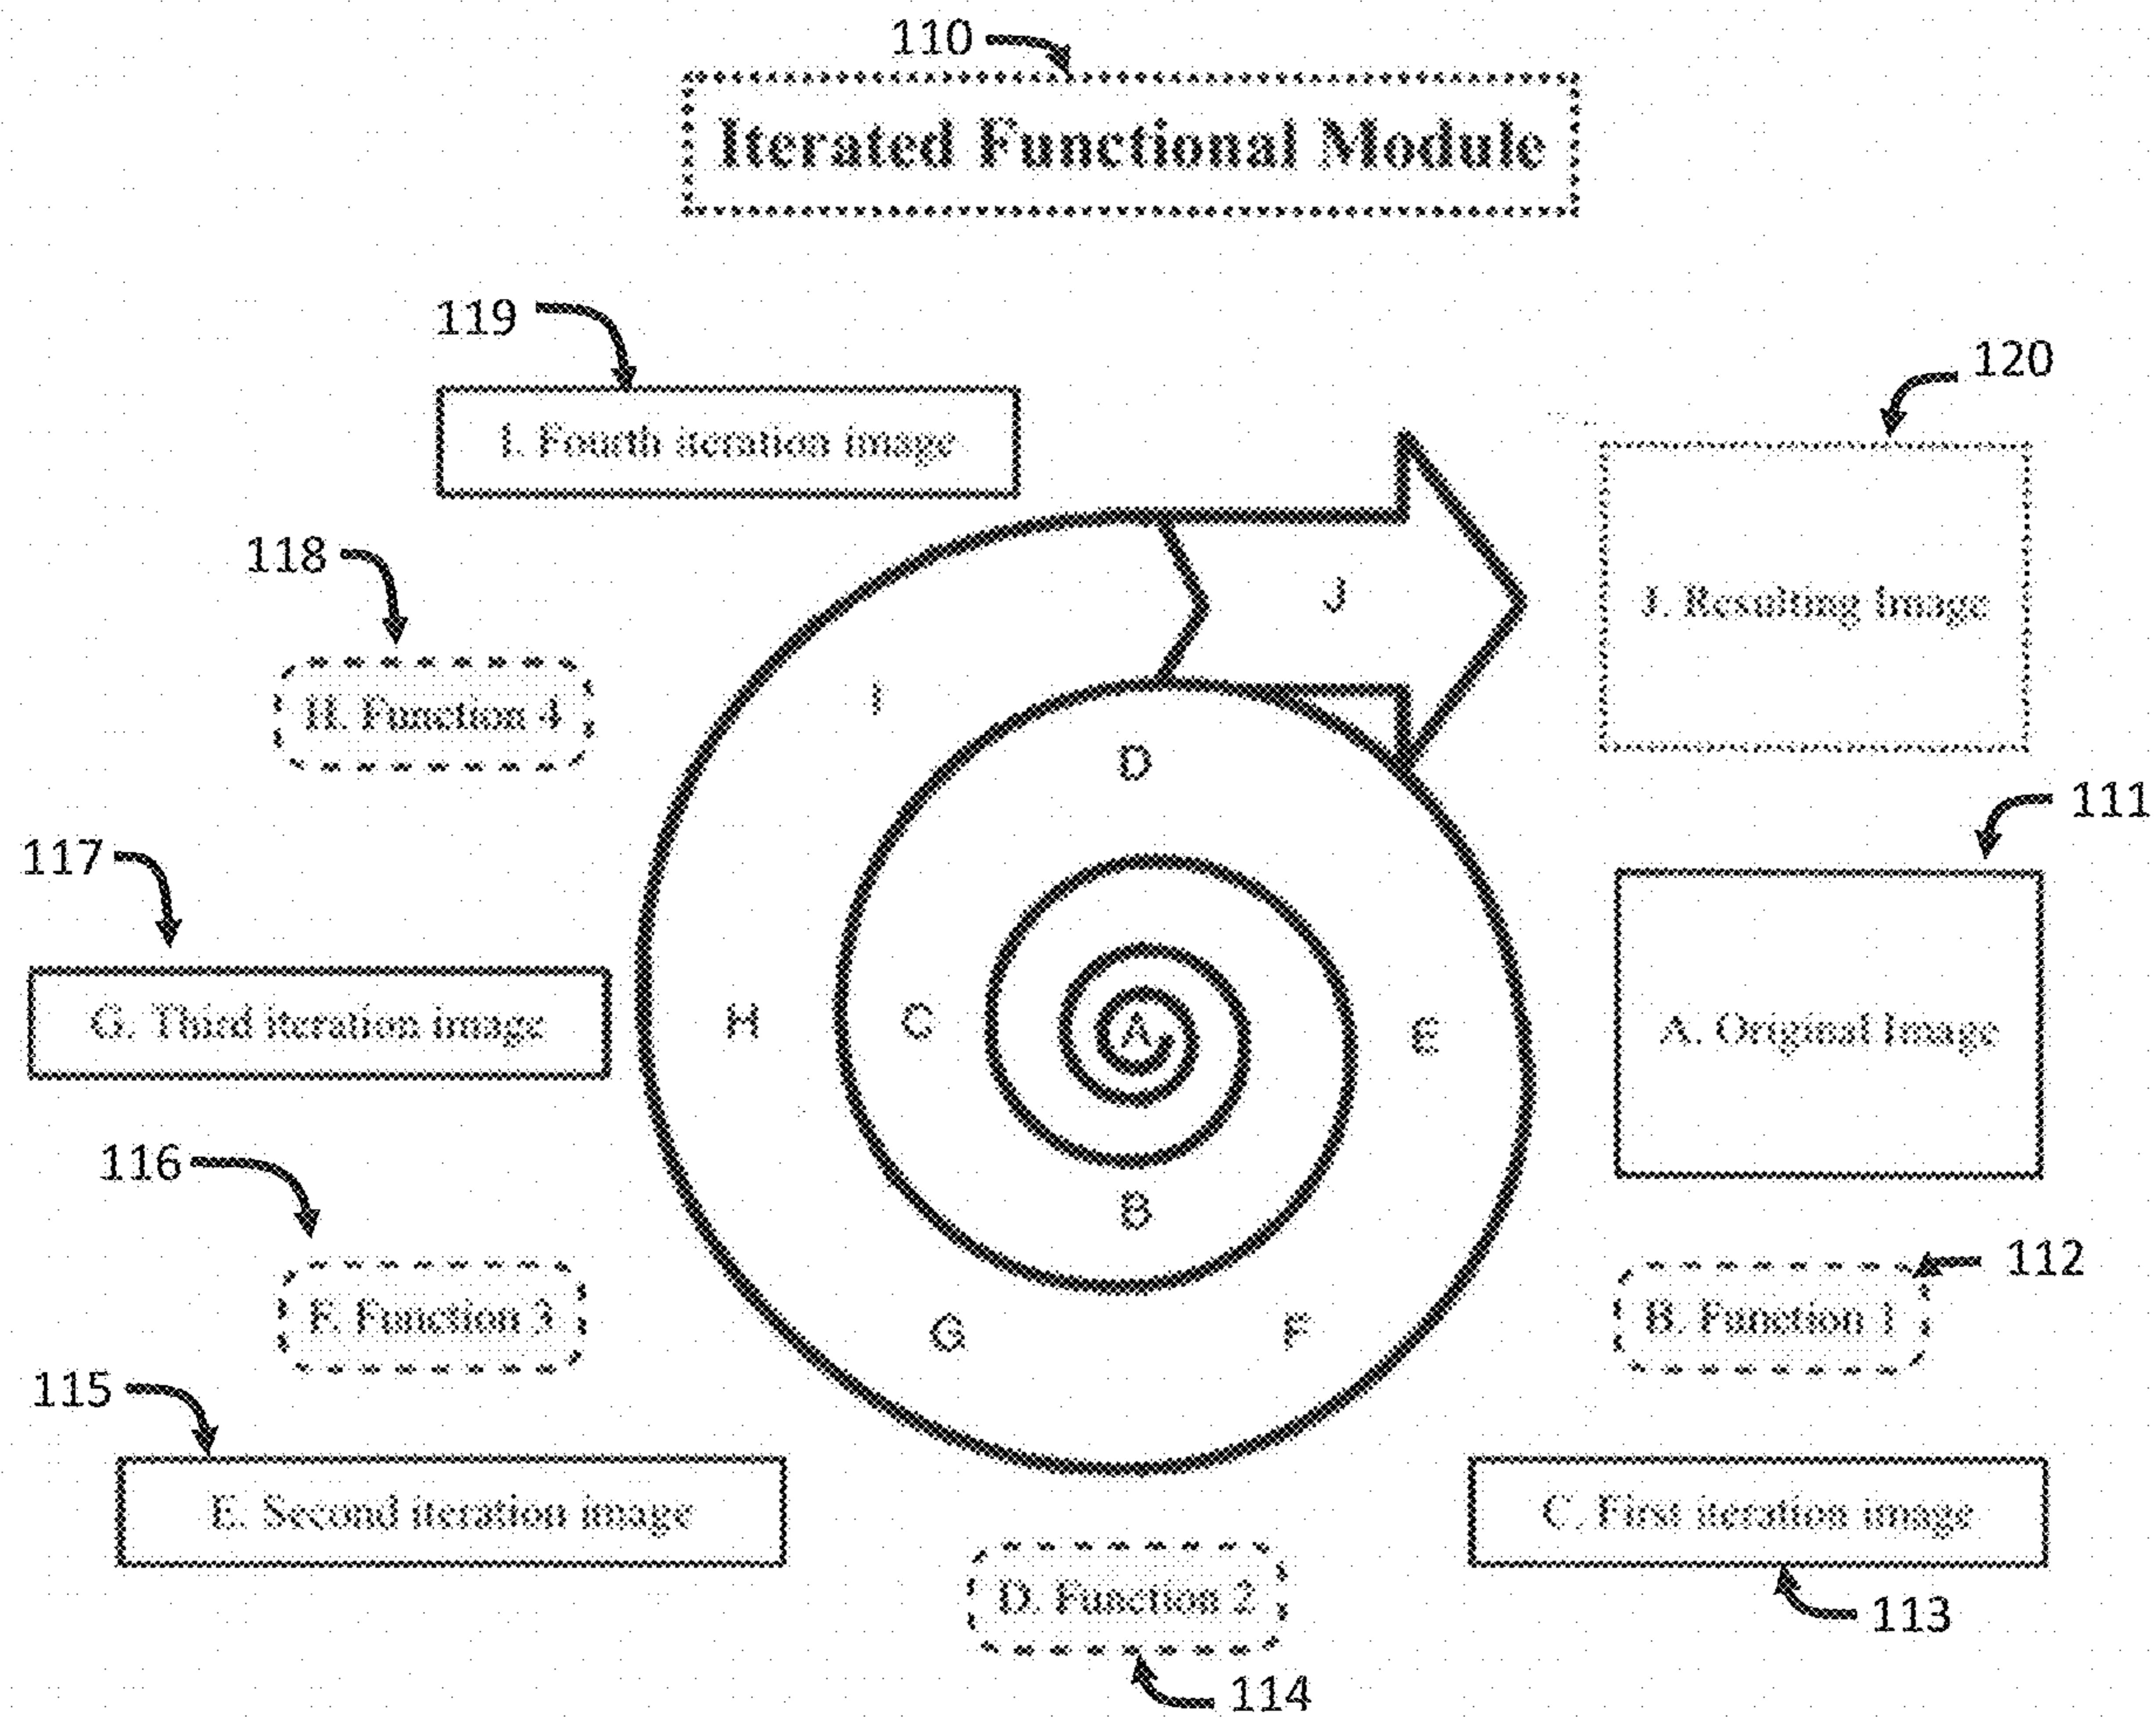 110
Iterated Functional Module
119
120
I. Fourth iteration image
118
J
J. Resulting Image
I
H. Function 4
D
111
117
G. Third iteration image
H
C
A
E
A. Original Image
116
B
112
F. Function 3
G
F
B. Function 1
115
E. Second iteration image
C. First iteration image
D. Function 2
113
114